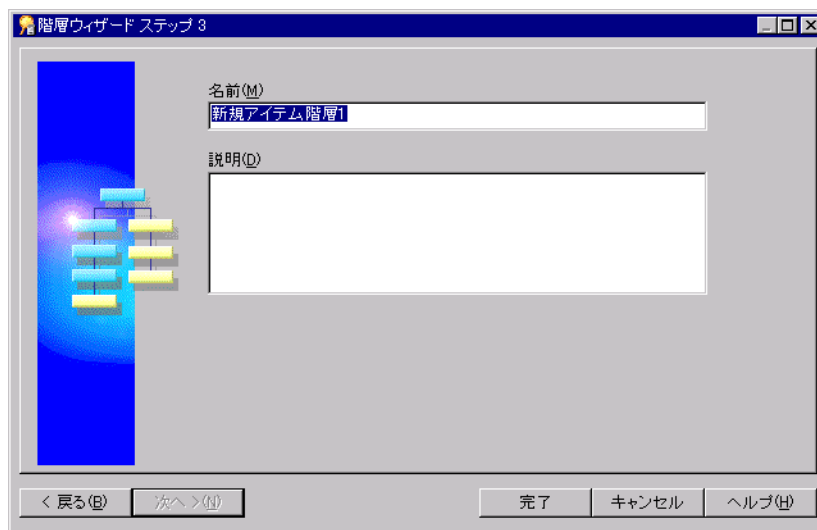 階層ウィザード ステップ 3
名前(M)
新規アイテム階層1
説明(D)
< 戻る(B)
次へ >(N)
完了
キャンセル
ヘルプ(H)